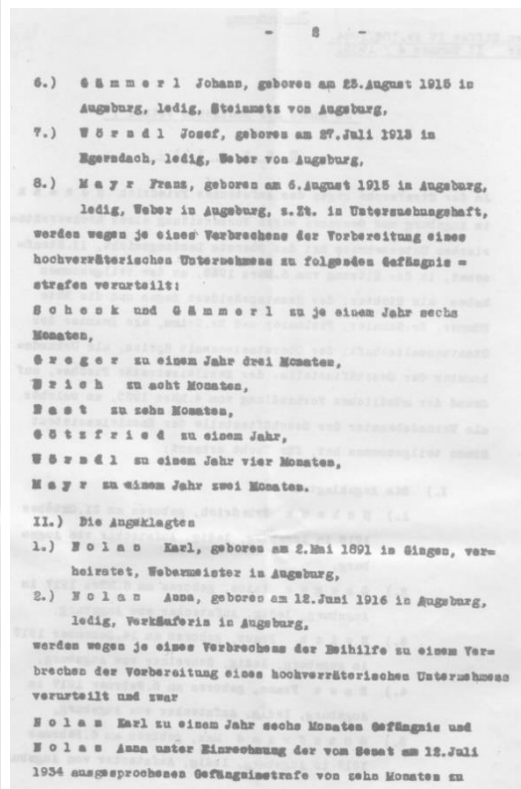 - 2 -
6.) G ä m m e r l Johann, geboren am 25.August 1915 in
Augsburg, ledig, Steinmetz von Augsburg,
7.) W ö r n d l Josef, geboren am 27.Juli 1913 in
Egerndach, ledig, Weber von Augsburg,
8.) M a y r Franz, geboren am 6.August 1915 in Augsburg,
ledig, Weber in Augsburg, z.Zt. in Untersuchungshaft,
werden wegen je eines Verbrechens der Vorbereitung eines
hochverräterischen Unternehmens zu folgenden Gefängnis =
strafen verurteilt:
S c h e n k und G ä m m e r l zu je einem Jahr sechs
Monaten,
G r e g e r zu einem Jahr drei Monaten,
B r i c h zu acht Monaten,
zu zehn Monaten,
G ö t z f r i e d zu einem Jahr,
W ö r n d l zu einem Jahr vier Monaten,
M a y r zu einem Jahr zwei Monaten.
II.) Die Angeklagten
1.) N o l a n Karl, geboren am 2.Mai 1891 in Gingen, ver=
heiratet, Webermeister in Augsburg,
2.) N o l a n Anna, geboren am 12.Juni 1916 in Augsburg,
ledig, Verkäuferin in Augsburg,
werden wegen je eines Verbrechens der Beihilfe zu einem Ver=
brechen der Vorbereitung eines hochverräterischen Unternehmens
verurteilt und zwar
N o l a n Karl zu einem Jahr sechs Monaten Gefängnis und
N o l a n Anna unter Einrechnung der vom Senat am 12.Juli
1934 ausgesprochenen Gefängnisstrafe von zehn Monaten zu